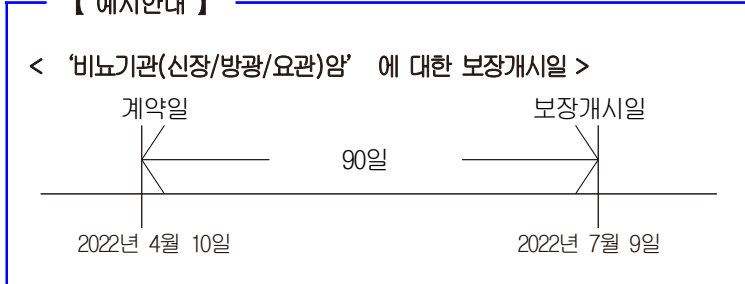 【 예시안내 】
< ‘비뇨기관(신장/방광/요관)암’ 에 대한 보장개시일 >
계약일 보장개시일
90일
2022년 4월 10일 2022년 7월 9일